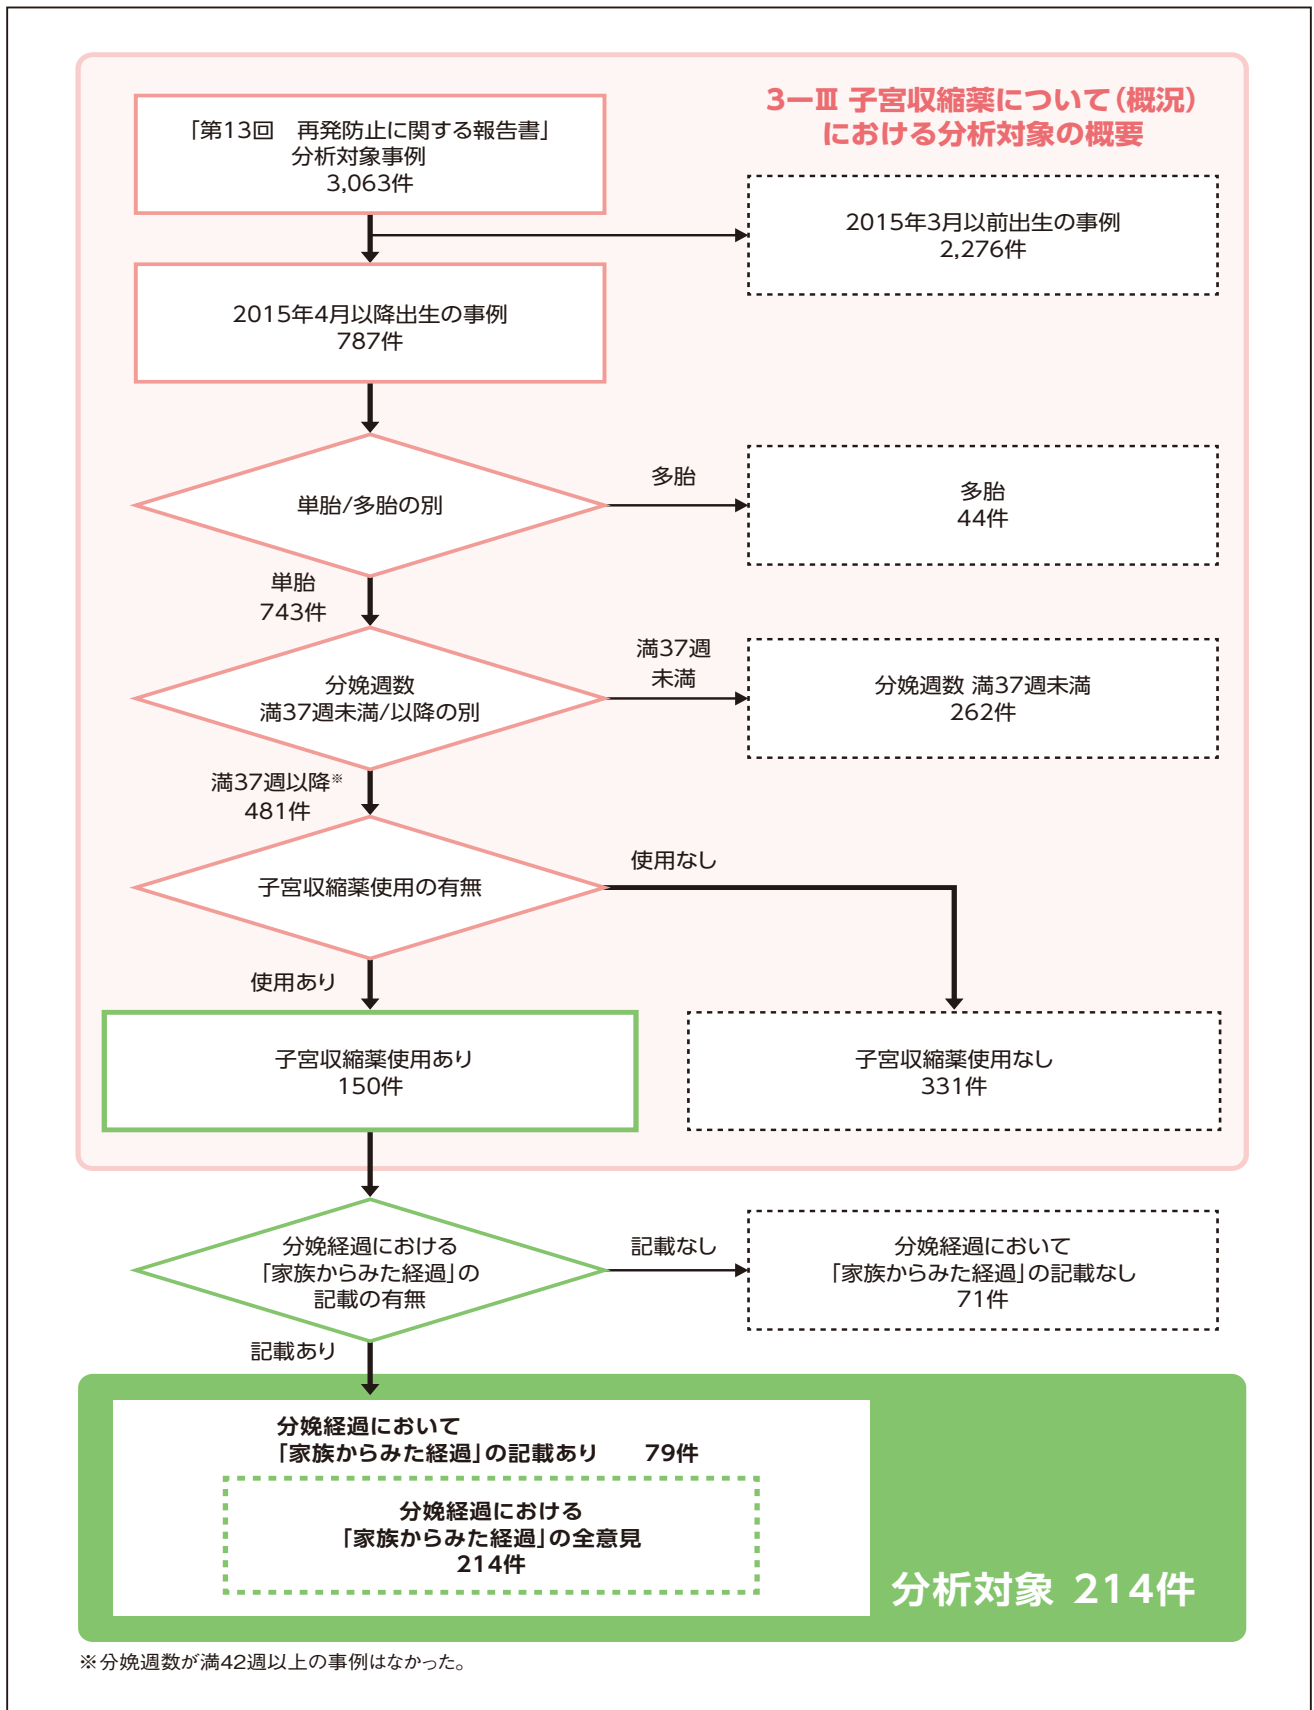 3ーⅢ 子宮収縮薬について（概況）
における分析対象の概要
「第13回　再発防止に関する報告書」
分析対象事例
3,063件
2015年3月以前出生の事例
2,276件
2015年4月以降出生の事例
787件
単胎/多胎の別
多胎
多胎
44件
単胎
743件
分娩週数
満37週未満/以降の別
満37週
未満
分娩週数 満37週未満
262件
満37週以降※
481件
子宮収縮薬使用の有無
使用なし
使用あり
子宮収縮薬使用あり
150件
子宮収縮薬使用なし
331件
分娩経過における
「家族からみた経過」の
記載の有無
記載なし
分娩経過において
「家族からみた経過」の記載なし
71件
記載あり
分娩経過において
「家族からみた経過」の記載あり　　79件
分娩経過における
「家族からみた経過」の全意見
214件
分析対象 214件
※分娩週数が満42週以上の事例はなかった。